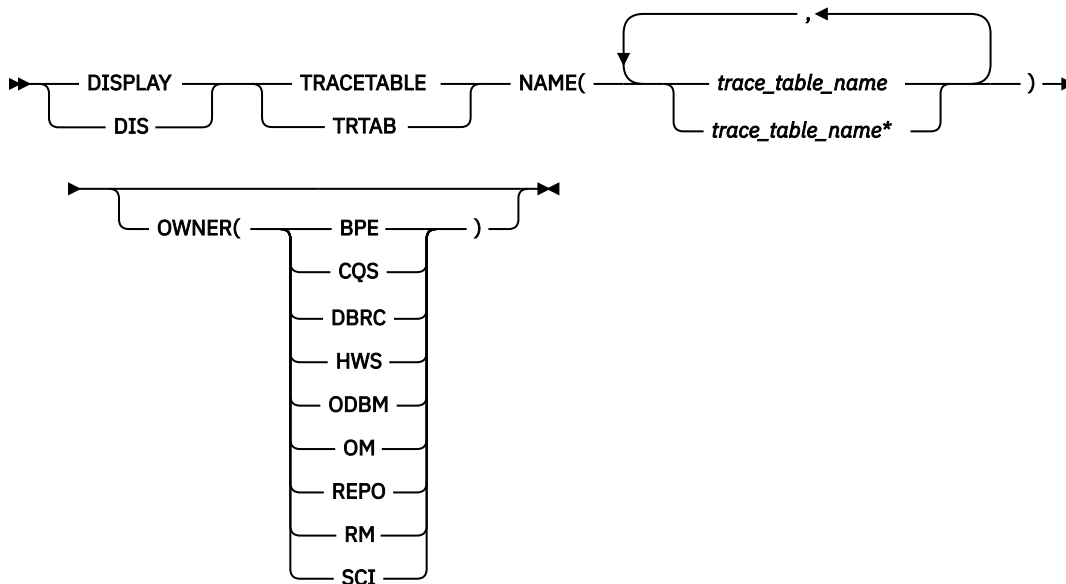 ,
DISPLAY TRACETABLE NAME( trace_table_name )
DIS TRTAB trace_table_name*
OWNER( BPE )
CQS
DBRC
HWS
ODBM
OM
REPO
RM
SCI